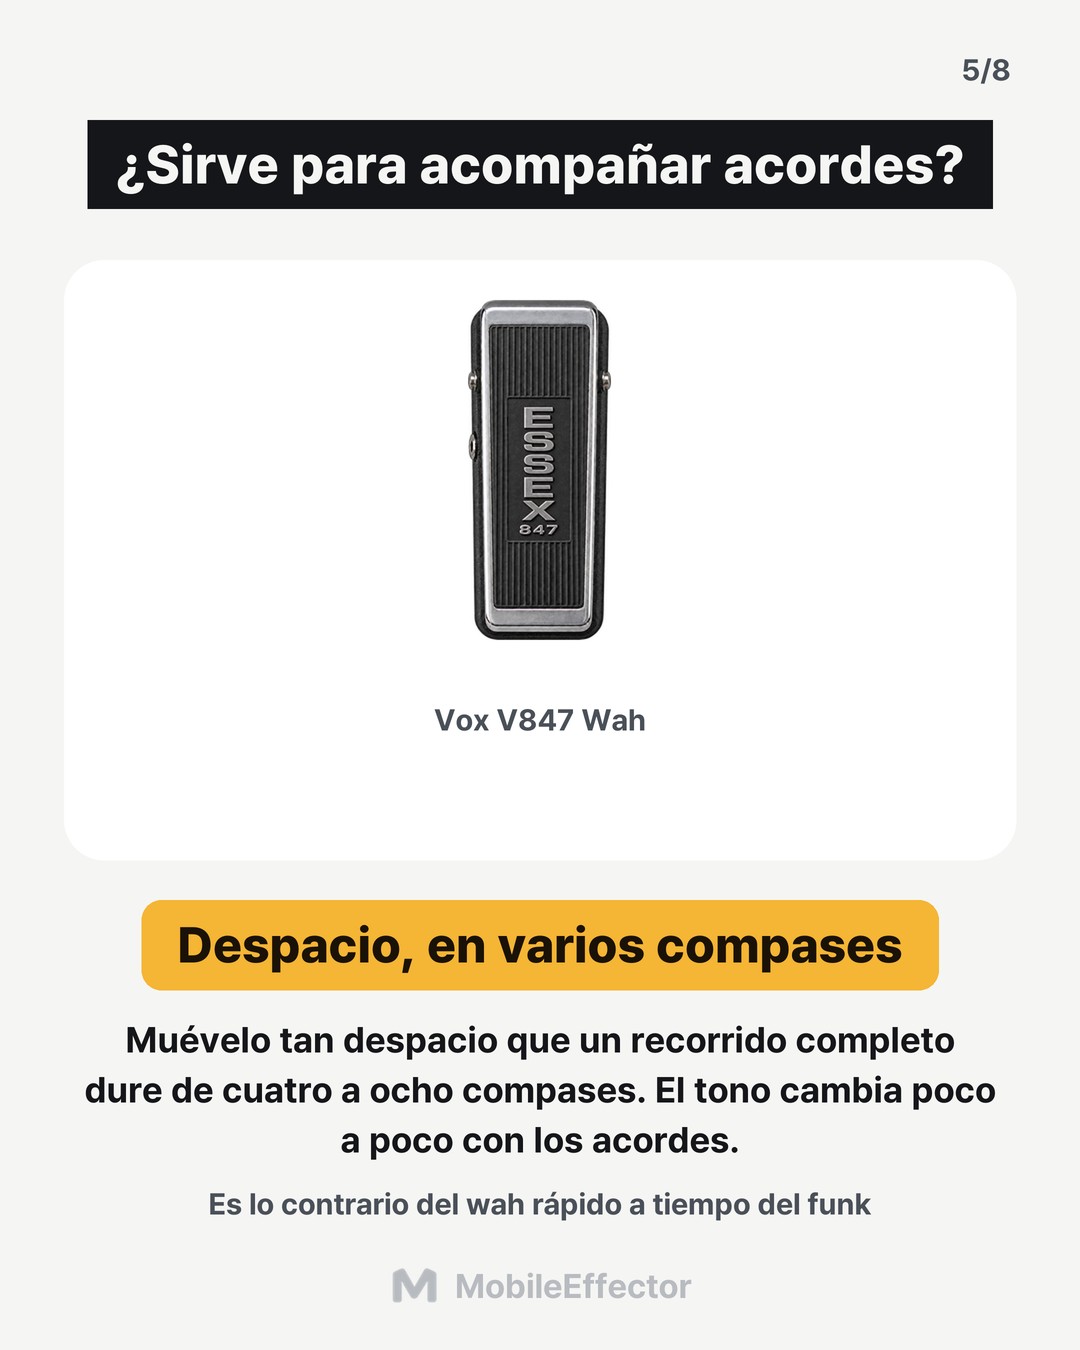 5/8
¿Sirve para acompañar acordes?
ESSEX
847
Vox V847 Wah
Despacio, en varios compases
Muévelo tan despacio que un recorrido completo
dure de cuatro a ocho compases. El tono cambia poco
a poco con los acordes.
Es lo contrario del wah rápido a tiempo del funk
MobileEffector